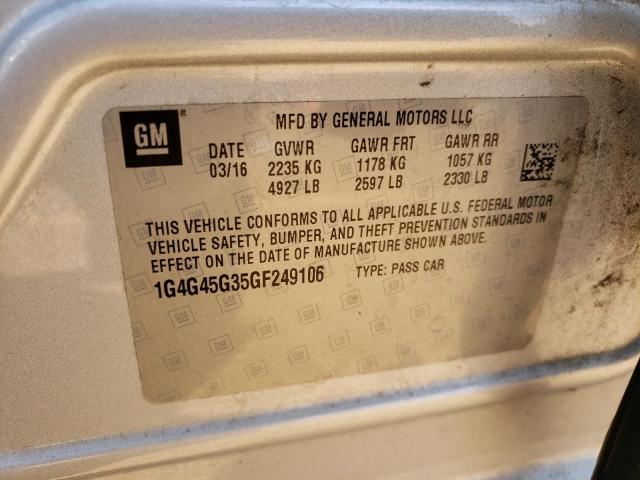 GM
MFD BY GENERAL MOTORS LLC
DATE GVWR GAWR FRT GAWR RR
03/16 2235 KG 1178 KG 1057 KG
4927 LB 2597 LB 2330 LB
THIS VEHICLE CONFORMS TO ALL APPLICABLE U.S. FEDERAL MOTOR
VEHICLE SAFETY, BUMPER, AND THEFT PREVENTION STANDARDS IN
EFFECT ON THE DATE OF MANUFACTURE SHOWN ABOVE.
1G4G45G35GF249106 TYPE: PASS CAR